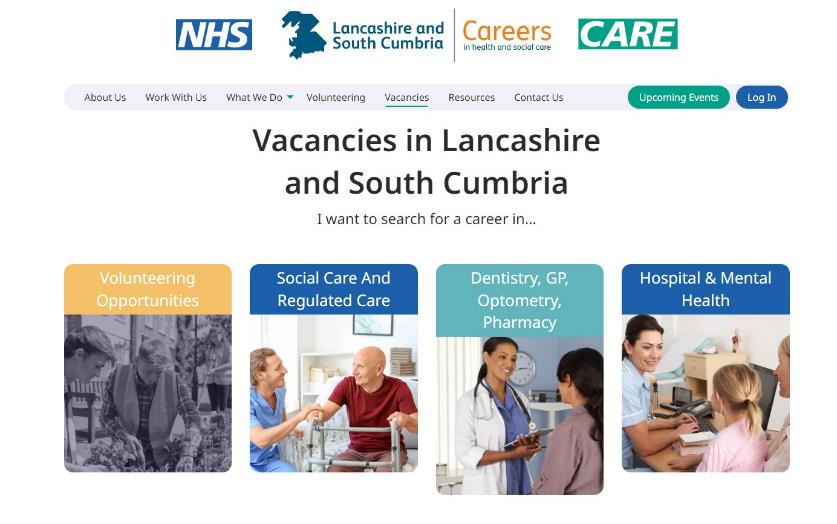 NHS
Lancashire and
South Cumbria
Careers
in health and social care
CARE
About Us
Work With Us
What We Do
Volunteering
Vacancies
Resources
Contact Us
Upcoming Events
Log In
Vacancies in Lancashire
and South Cumbria
I want to search for a career in...
Volunteering
Opportunities
Social Care And
Regulated Care
Dentistry, GP,
Optometry,
Pharmacy
Hospital & Mental
Health